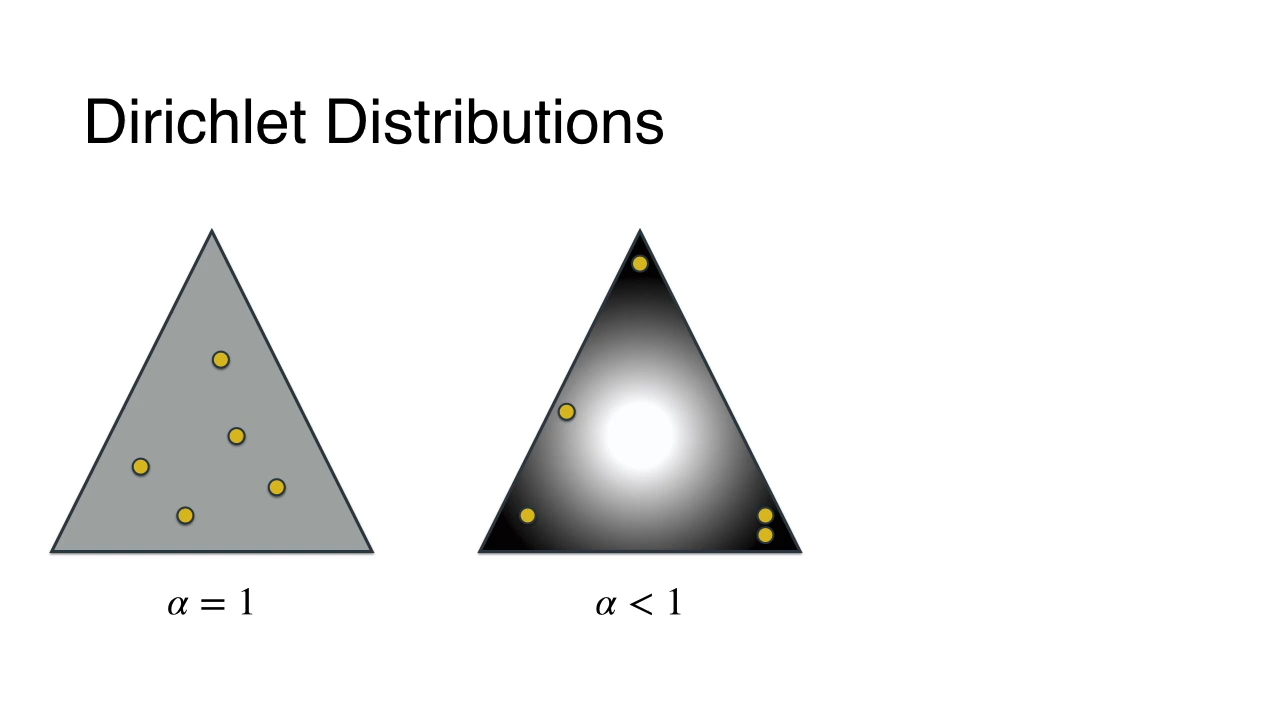 Dirichlet Distributions
α = 1
α < 1